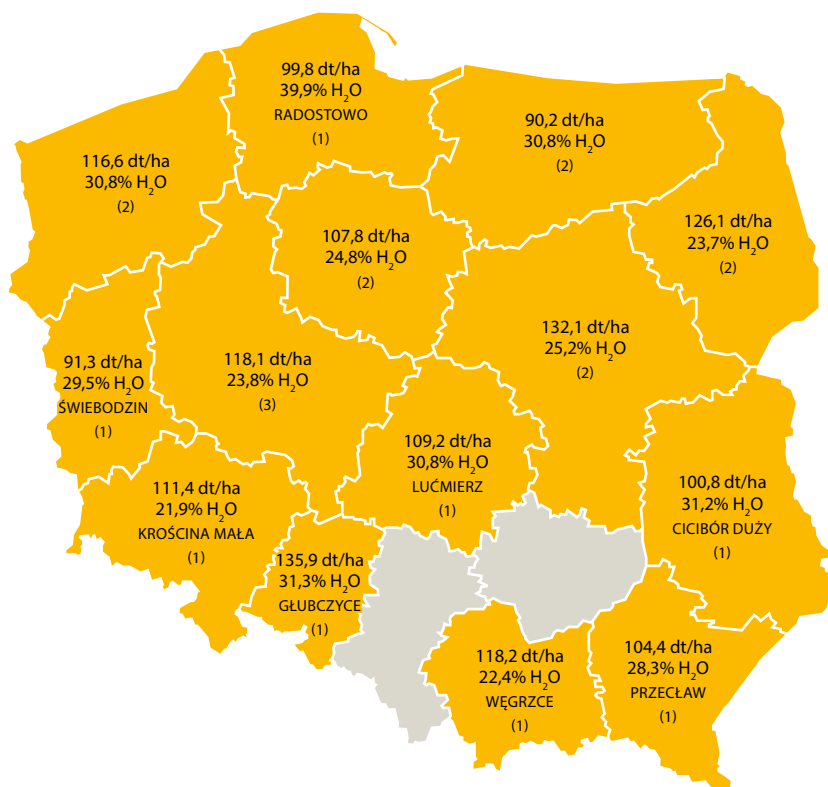 99,8 dt/ha
39,9% H₂O
RADOSTOWO
(1)
90,2 dt/ha
30,8% H₂O
(2)
116,6 dt/ha
30,8% H₂O
(2)
126,1 dt/ha
23,7% H₂O
(2)
107,8 dt/ha
24,8% H₂O
(2)
132,1 dt/ha
25,2% H₂O
(2)
91,3 dt/ha
29,5% H₂O
ŚWIEBODZIN
(1)
118,1 dt/ha
23,8% H₂O
(3)
109,2 dt/ha
30,8% H₂O
LUĆMIERZ
(1)
100,8 dt/ha
31,2% H₂O
CICIBÓR DUŻY
(1)
111,4 dt/ha
21,9% H₂O
KROŚCINA MAŁA
(1)
135,9 dt/ha
31,3% H₂O
GŁUBCZYCE
(1)
118,2 dt/ha
22,4% H₂O
WĘGRZCE
(1)
104,4 dt/ha
28,3% H₂O
PRZECŁAW
(1)